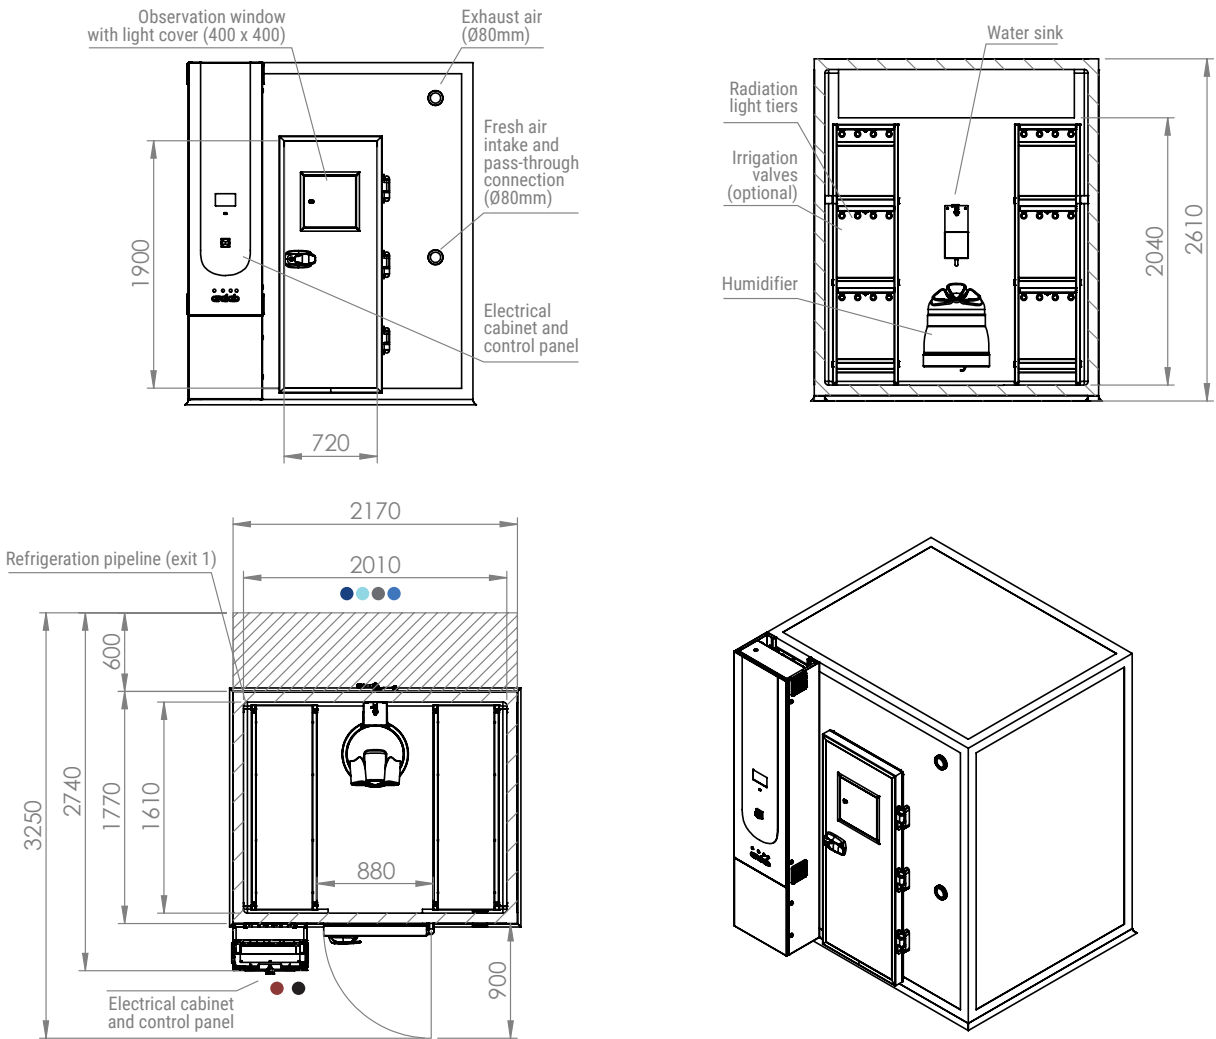 Observation window
with light cover (400 x 400)
Exhaust air
(Ø80mm)
Fresh air
intake and
pass-through
connection
(Ø80mm)
1900
Electrical
cabinet and
control panel
720
Water sink
Radiation
light tiers
Irrigation
valves
(optional)
Humidifier
2040
2610
2170
Refrigeration pipeline (exit 1)
2010
600
3250
2740
1770
1610
880
900
Electrical cabinet
and control panel